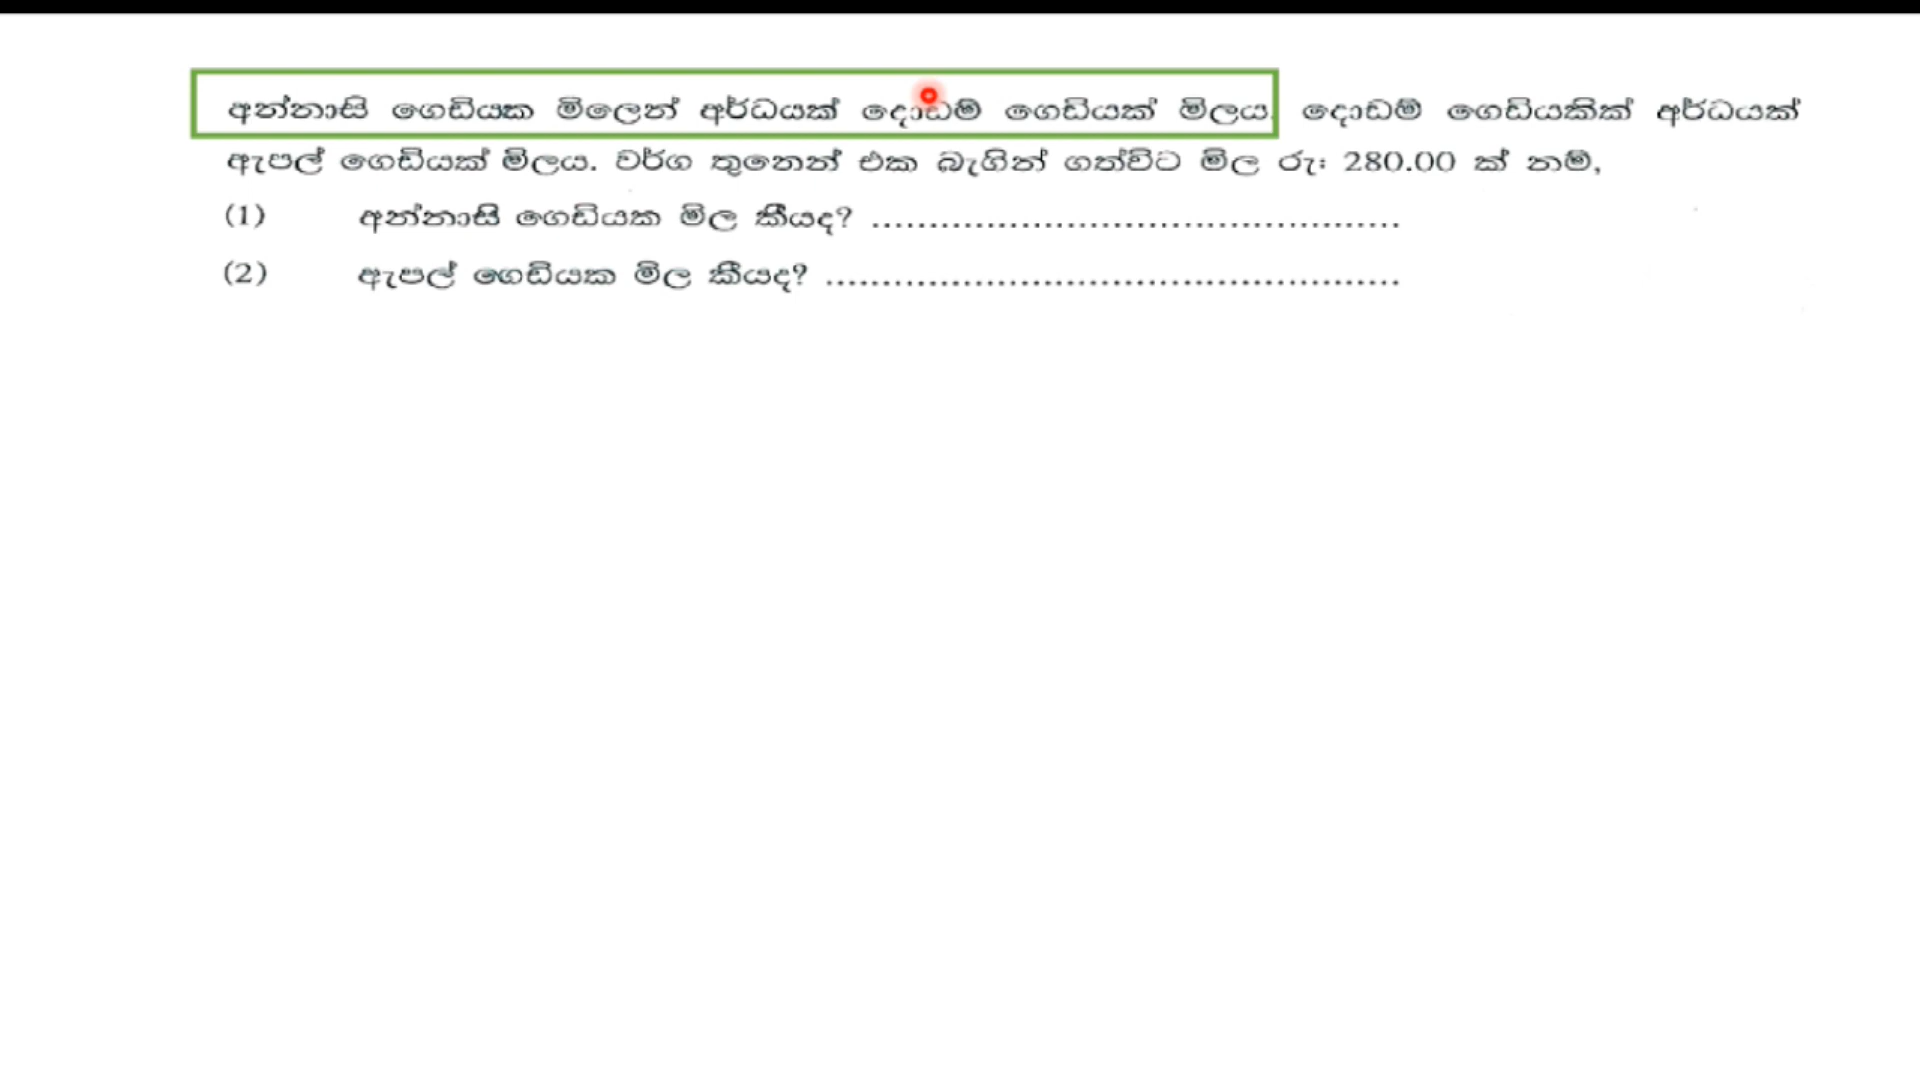 අන්නාසි ගෙඩියක මිලෙන් අර්ධයක් දොඩම් ගෙඩියක් මිලය. දොඩම් ගෙඩියකික් අර්ධයක්
ඇපල් ගෙඩියක් මිලය. වර්ග තුනෙන් එක බැගින් ගත්විට මිල රු: 280.00 ක් නම්,
(1) අන්නාසි ගෙඩියක මිල කීයද? ................................................
(2) ඇපල් ගෙඩියක මිල කීයද? ....................................................